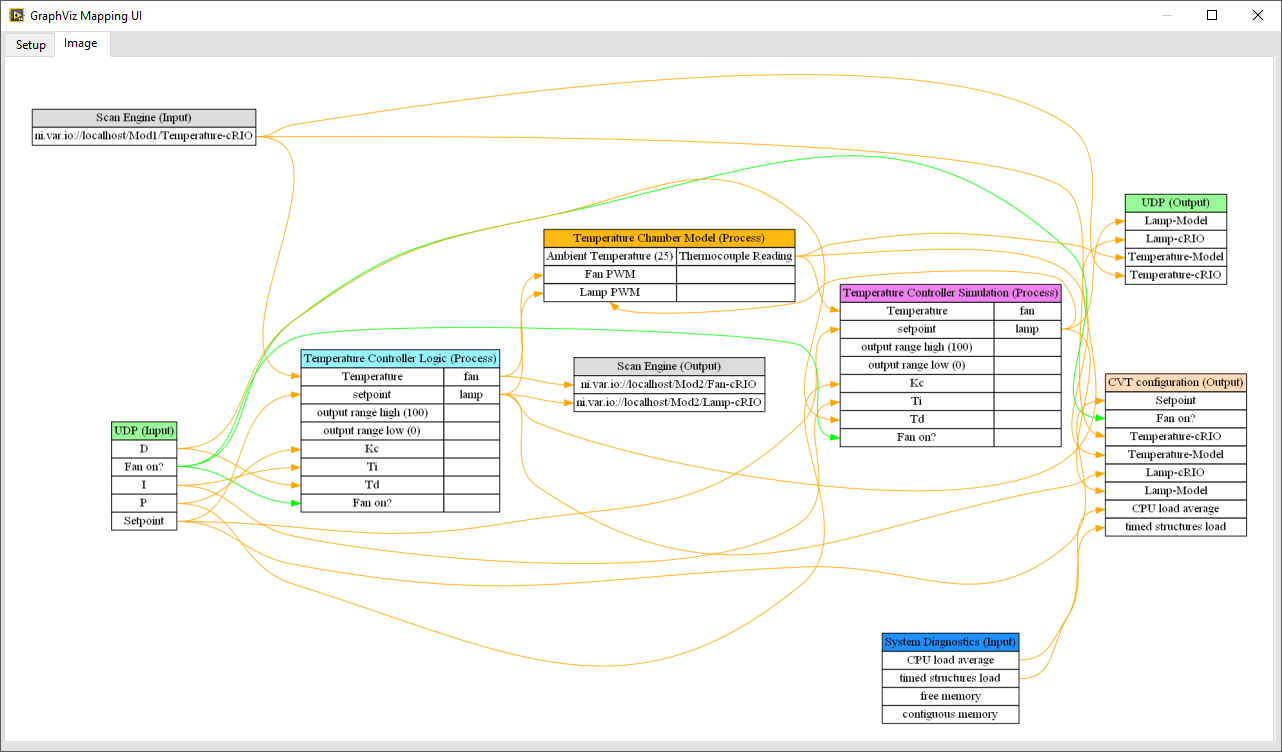 GraphViz Mapping UI
Setup
Image
Scan Engine (Input)
ni.var.io://localhost/Mod1/Temperature-cRIO
UDP (Input)
D
Fan on?
I
P
Setpoint
Temperature Controller Logic (Process)
Temperature fan
setpoint lamp
output range high (100)
output range low (0)
Kc
Ti
Td
Fan on?
Temperature Chamber Model (Process)
Ambient Temperature (25) Thermocouple Reading
Fan PWM
Lamp PWM
Scan Engine (Output)
ni.var.io://localhost/Mod2/Fan-cRIO
ni.var.io://localhost/Mod2/Lamp-cRIO
Temperature Controller Simulation (Process)
Temperature fan
setpoint lamp
output range high (100)
output range low (0)
Kc
Ti
Td
Fan on?
UDP (Output)
Lamp-Model
Lamp-cRIO
Temperature-Model
Temperature-cRIO
CVT configuration (Output)
Setpoint
Fan on?
Temperature-cRIO
Temperature-Model
Lamp-cRIO
Lamp-Model
CPU load average
timed structures load
System Diagnostics (Input)
CPU load average
timed structures load
free memory
contiguous memory